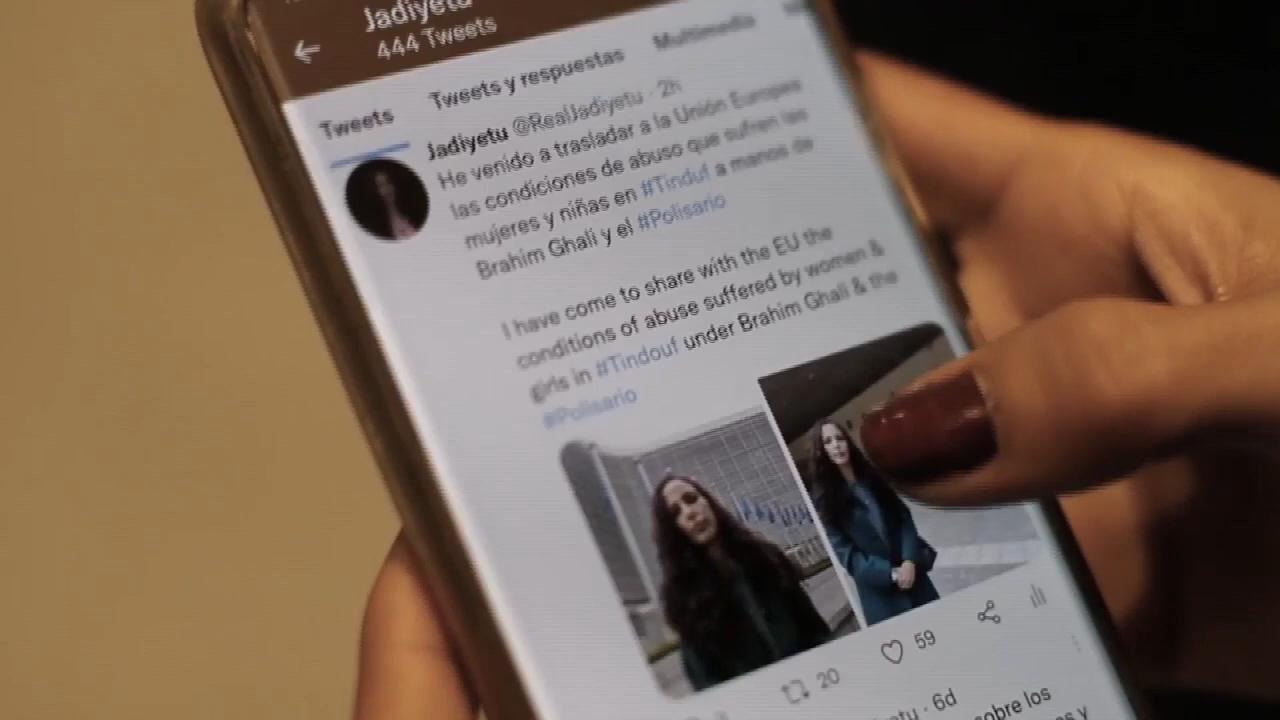 Jadiyetu
444 Tweets
Tweets
Tweets y respuestas
Multimedia
Jadiyetu @RealJadiyetu · 2h
He venido a trasladar a la Unión Europea
las condiciones de abuso que sufren las
mujeres y niñas en #Tinduf a manos de
Brahim Ghali y el #Polisario
I have come to share with the EU the
conditions of abuse suffered by women &
girls in #Tindouf under Brahim Ghali & the
#Polisario
20
59
etu · 6d
sobre los